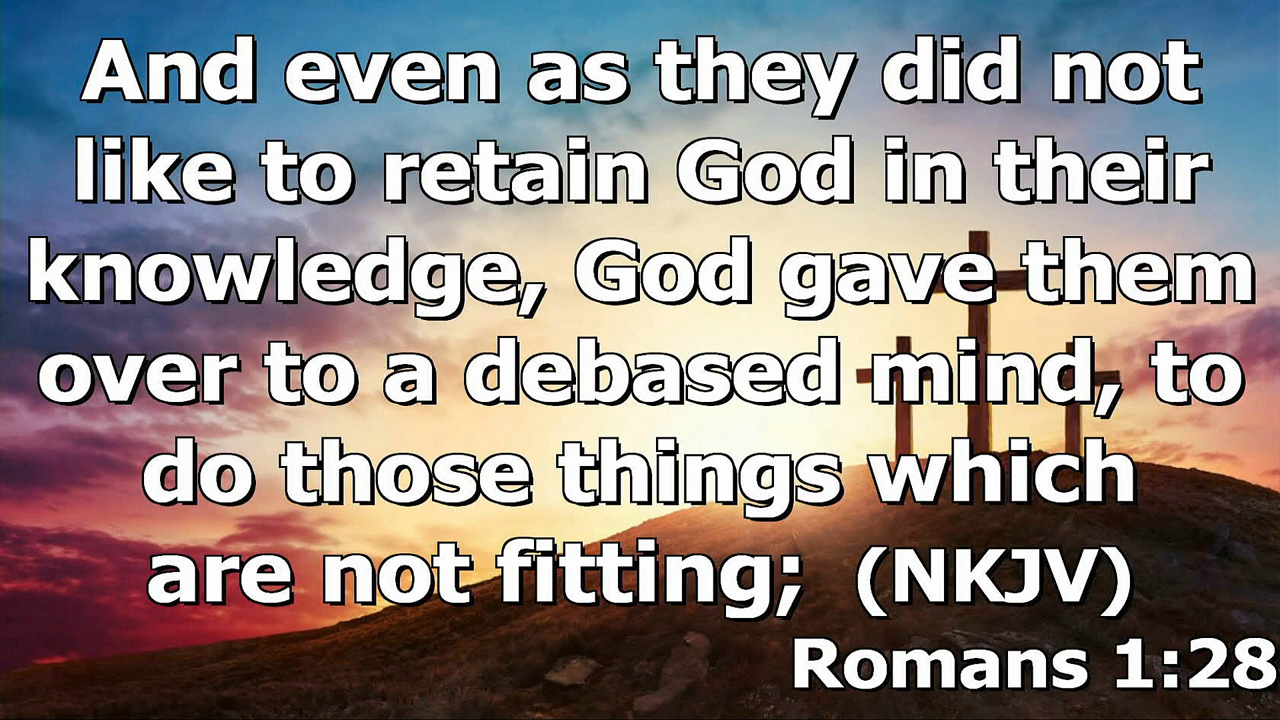 And even as they did not
like to retain God in their
knowledge, God gave them
over to a debased mind, to
do those things which
are not fitting; (NKJV)
Romans 1:28